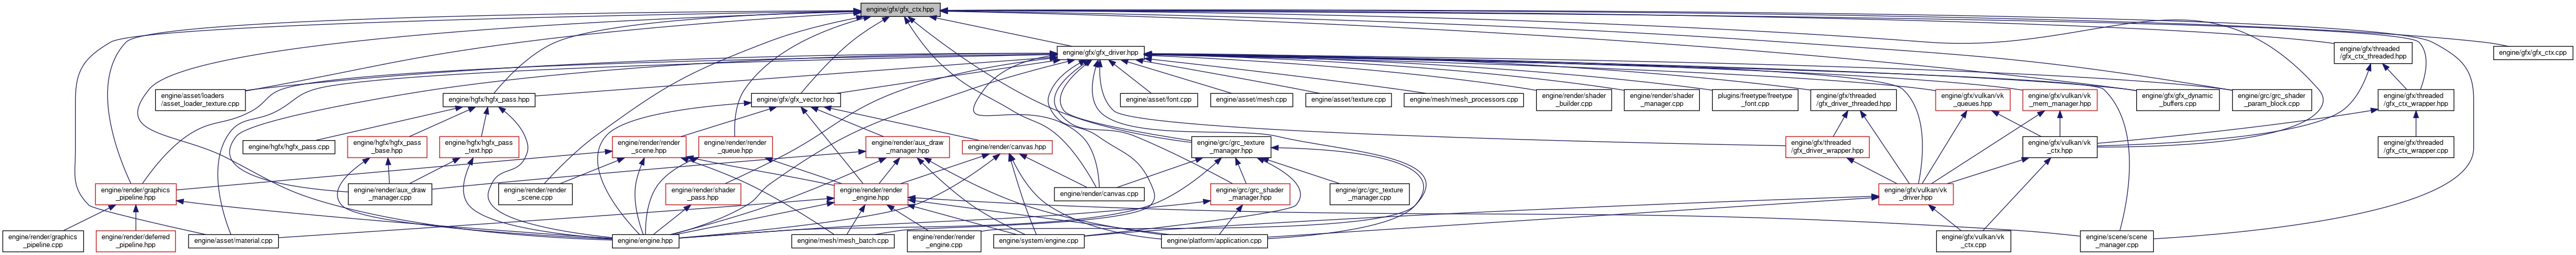 engine/gfx/gfx_ctx.hpp
engine/gfx/gfx_driver.hpp
engine/gfx/threaded
/gfx_ctx_threaded.hpp
engine/gfx/gfx_ctx.cpp
engine/asset/loaders
/asset_loader_texture.cpp
engine/hgfx/hgfx_pass.hpp
engine/gfx/gfx_vector.hpp
engine/asset/font.cpp
engine/asset/mesh.cpp
engine/asset/texture.cpp
engine/mesh/mesh_processors.cpp
engine/render/shader
_builder.cpp
engine/render/shader
_manager.cpp
plugins/freetype/freetype
_font.cpp
engine/gfx/threaded
/gfx_driver_threaded.hpp
engine/gfx/vulkan/vk
_queues.hpp
engine/gfx/vulkan/vk
_mem_manager.hpp
engine/gfx/gfx_dynamic
_buffers.cpp
engine/grc/grc_shader
_param_block.cpp
engine/gfx/threaded
/gfx_ctx_wrapper.hpp
engine/hgfx/hgfx_pass.cpp
engine/hgfx/hgfx_pass
_base.hpp
engine/hgfx/hgfx_pass
_text.hpp
engine/render/render
_scene.hpp
engine/render/render
_queue.hpp
engine/render/aux_draw
_manager.hpp
engine/render/canvas.hpp
engine/grc/grc_texture
_manager.hpp
engine/gfx/threaded
/gfx_driver_wrapper.hpp
engine/gfx/vulkan/vk
_ctx.hpp
engine/gfx/threaded
/gfx_ctx_wrapper.cpp
engine/render/graphics
_pipeline.hpp
engine/render/aux_draw
_manager.cpp
engine/render/render
_scene.cpp
engine/render/shader
_pass.hpp
engine/render/render
_engine.hpp
engine/render/canvas.cpp
engine/grc/grc_shader
_manager.hpp
engine/grc/grc_texture
_manager.cpp
engine/gfx/vulkan/vk
_driver.hpp
engine/render/graphics
_pipeline.cpp
engine/render/deferred
_pipeline.hpp
engine/asset/material.cpp
engine/engine.hpp
engine/mesh/mesh_batch.cpp
engine/render/render
_engine.cpp
engine/system/engine.cpp
engine/platform/application.cpp
engine/gfx/vulkan/vk
_ctx.cpp
engine/scene/scene
_manager.cpp